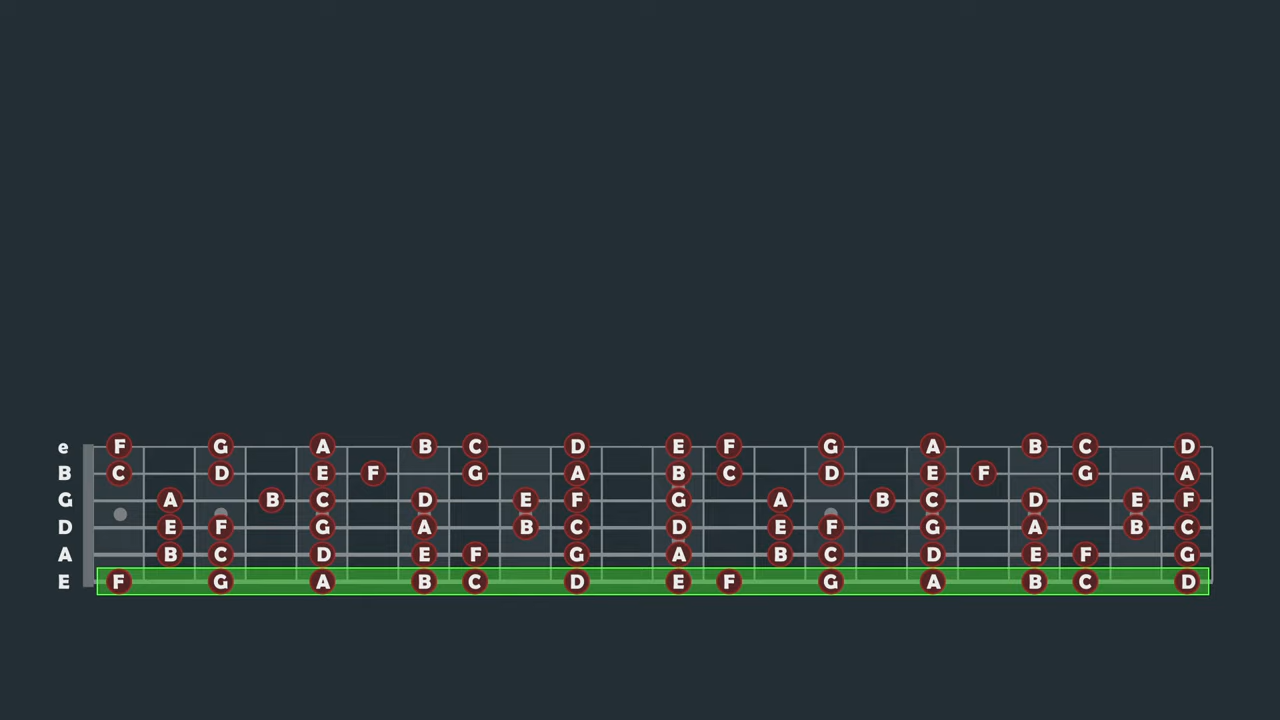 e F G A B C D E F G A B C D
B C D E F G A B C D E F G A
G A B C D E F G A B C D E F
D E F G A B C D E F G A B C
A B C D E F G A B C D E F G
E F G A B C D E F G A B C D